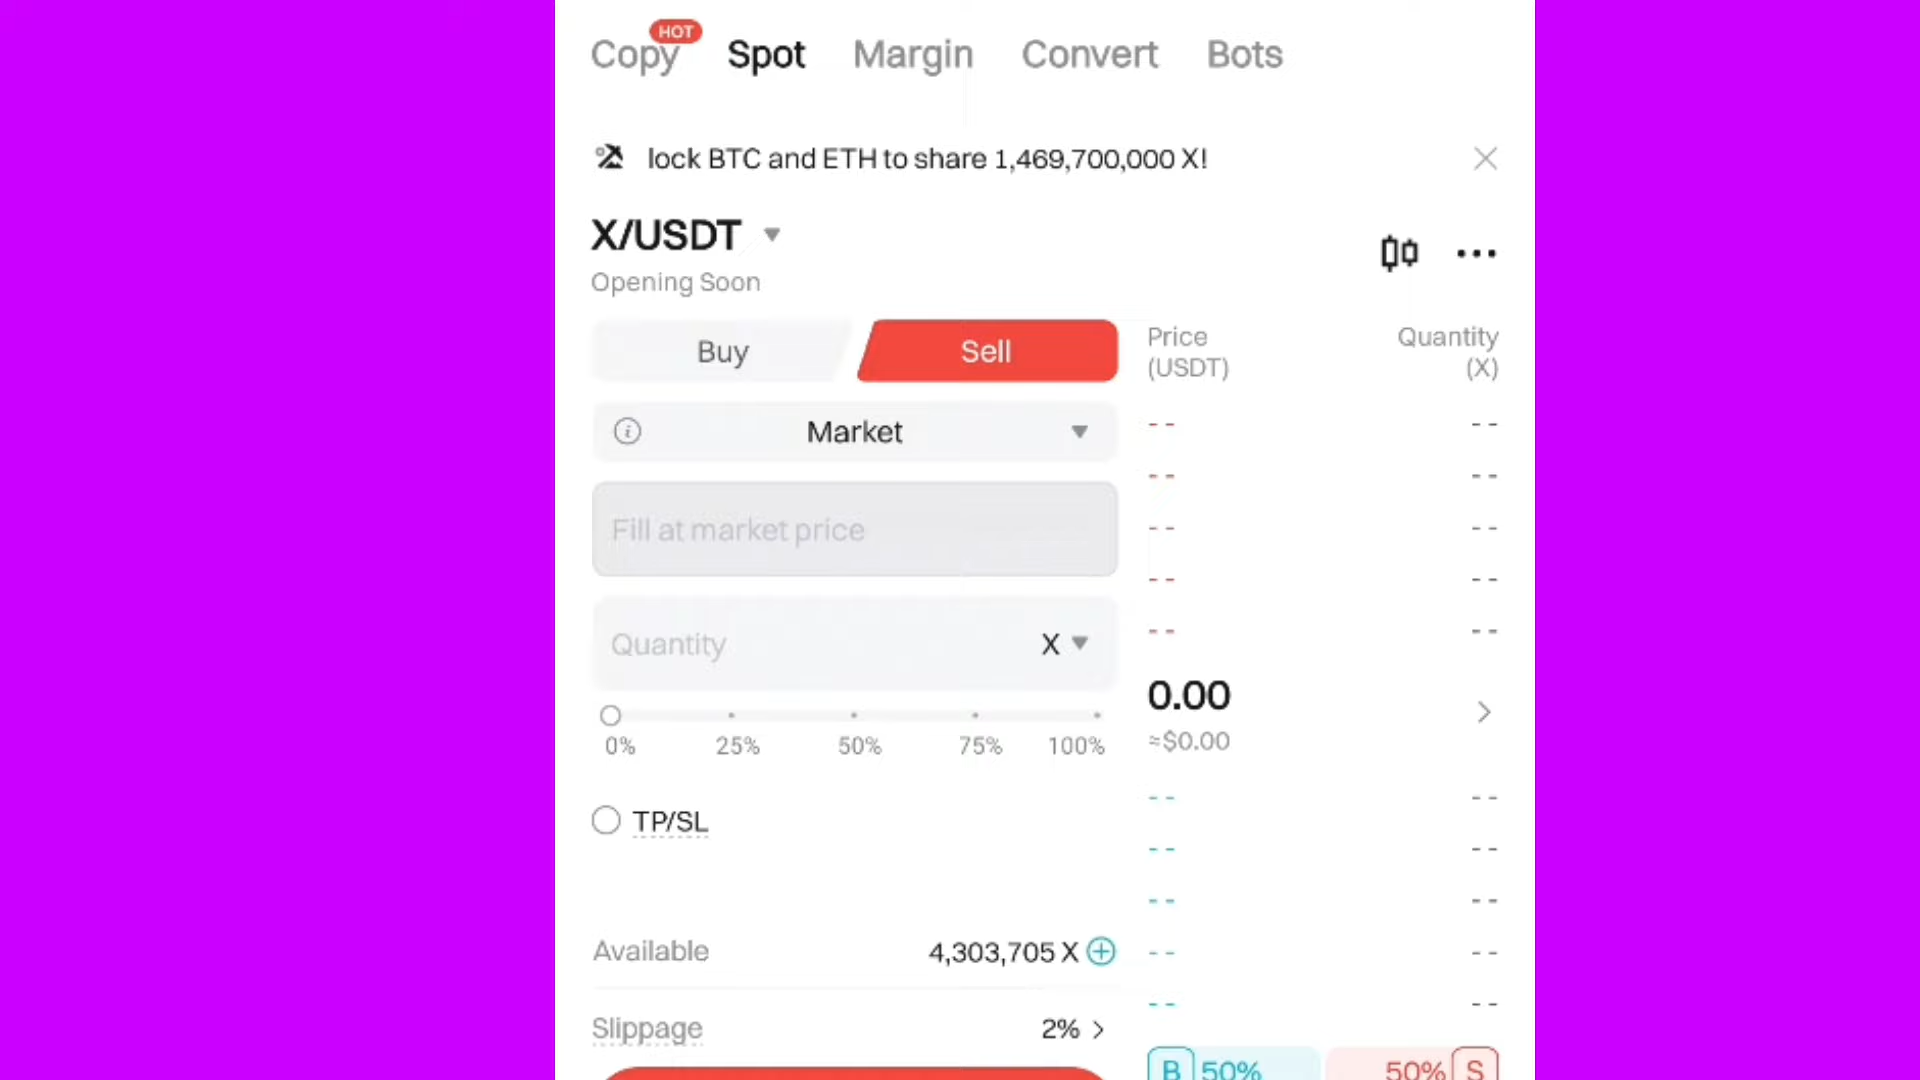 HOT
Copy Spot Margin Convert Bots
lock BTC and ETH to share 1,469,700,000 X!
X/USDT
Opening Soon
Buy Sell
Price Quantity
(USDT) (X)
Market
-- --
-- --
Fill at market price
-- --
-- --
Quantity X
-- --
0.00
0% 25% 50% 75% 100%
≈$0.00
-- --
TP/SL
-- --
-- --
Available 4,303,705 X
-- --
-- --
Slippage 2%
B 50% 50% S